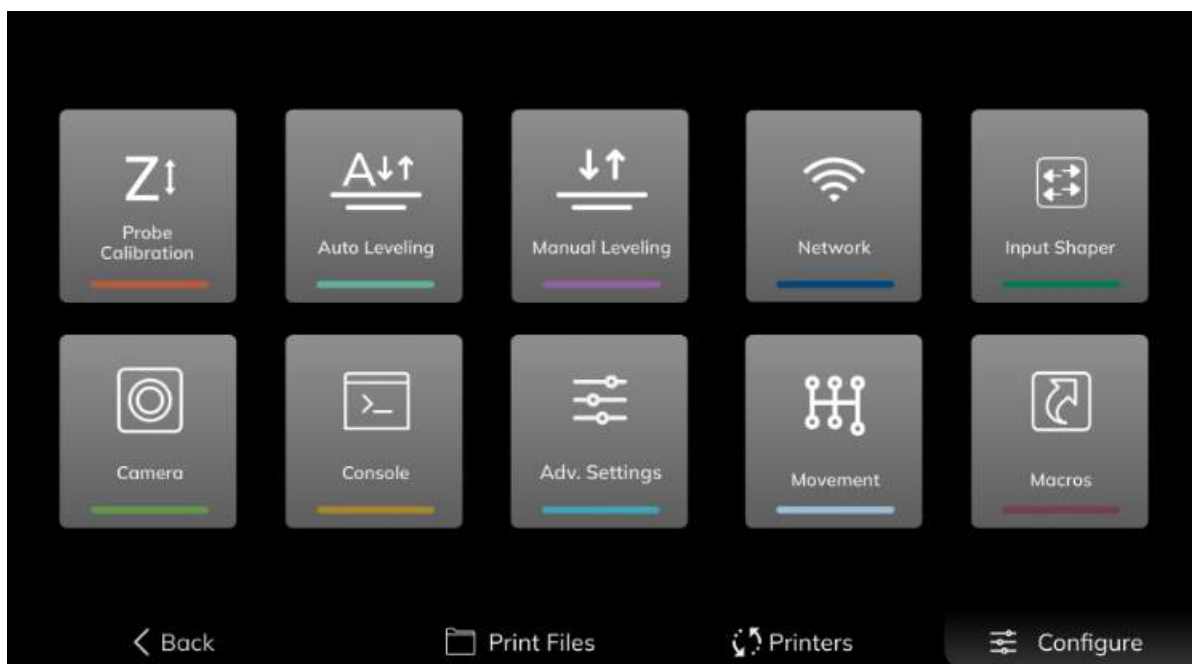 Z
Probe
Calibration
A
Auto Leveling
Manual Leveling
Network
Input Shaper
Camera
>_
Console
Adv. Settings
Movement
Macros
Back
Print Files
Printers
Configure